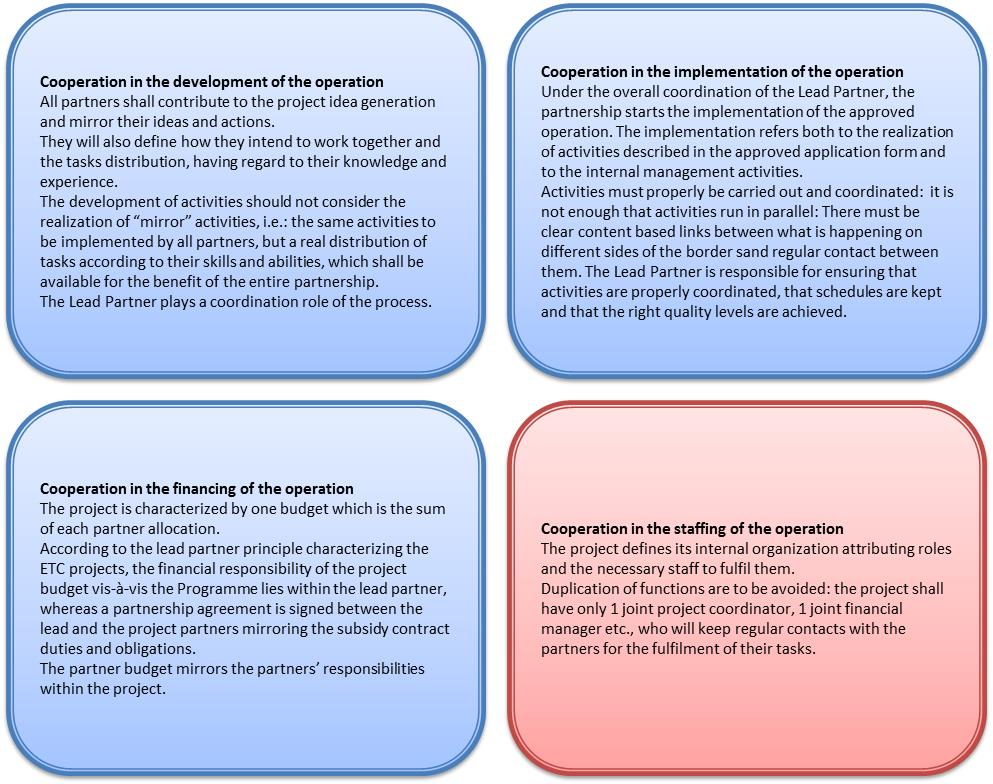 Cooperation in the development of the operation
All partners shall contribute to the project idea generation
and mirror their ideas and actions.
They will also define how they intend to work together and
the tasks distribution, having regard to their knowledge and
experience.
The development of activities should not consider the
realization of “mirror” activities, i.e.: the same activities to
be implemented by all partners, but a real distribution of
tasks according to their skills and abilities, which shall be
available for the benefit of the entire partnership.
The Lead Partner plays a coordination role of the process.
Cooperation in the implementation of the operation
Under the overall coordination of the Lead Partner, the
partnership starts the implementation of the approved
operation. The implementation refers both to the realization
of activities described in the approved application form and
to the internal management activities.
Activities must properly be carried out and coordinated:  it is
not enough that activities run in parallel: There must be
clear content based links between what is happening on
different sides of the border sand regular contact between
them. The Lead Partner is responsible for ensuring that
activities are properly coordinated, that schedules are kept
and that the right quality levels are achieved.
Cooperation in the financing of the operation
The project is characterized by one budget which is the sum
of each partner allocation.
According to the lead partner principle characterizing the
ETC projects, the financial responsibility of the project
budget vis-à-vis the Programme lies within the lead partner,
whereas a partnership agreement is signed between the
lead and the project partners mirroring the subsidy contract
duties and obligations.
The partner budget mirrors the partners’ responsibilities
within the project.
Cooperation in the staffing of the operation
The project defines its internal organization attributing roles
and the necessary staff to fulfil them.
Duplication of functions are to be avoided: the project shall
have only 1 joint project coordinator, 1 joint financial
manager etc., who will keep regular contacts with the
partners for the fulfilment of their tasks.